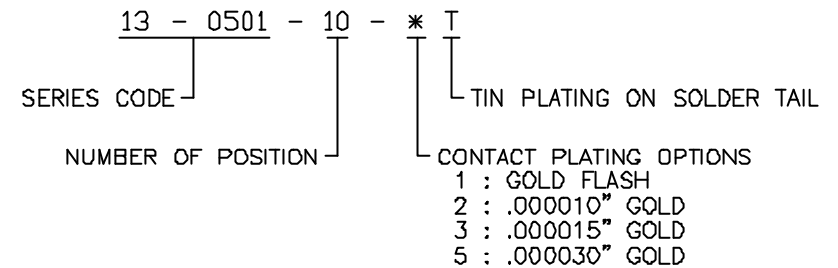 13 - 0501 - 10 - * T
SERIES CODE
TIN PLATING ON SOLDER TAIL
NUMBER OF POSITION
CONTACT PLATING OPTIONS
1 : GOLD FLASH
2 : .000010" GOLD
3 : .000015" GOLD
5 : .000030" GOLD